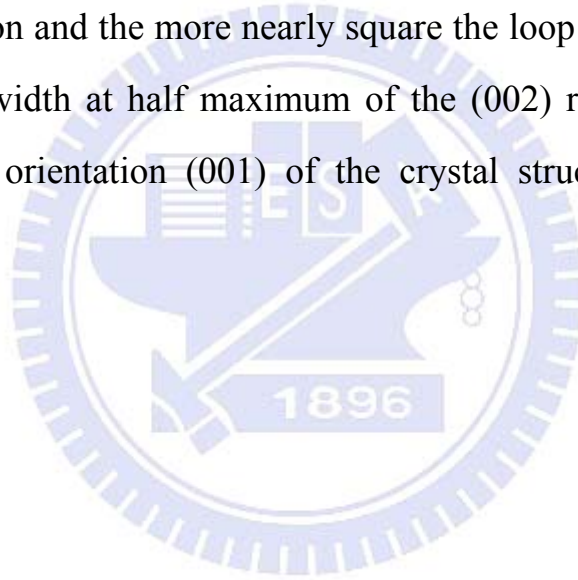 on and the more nearly square the loop
width at half maximum of the (002) r
orientation (001) of the crystal struc
E S A
1896